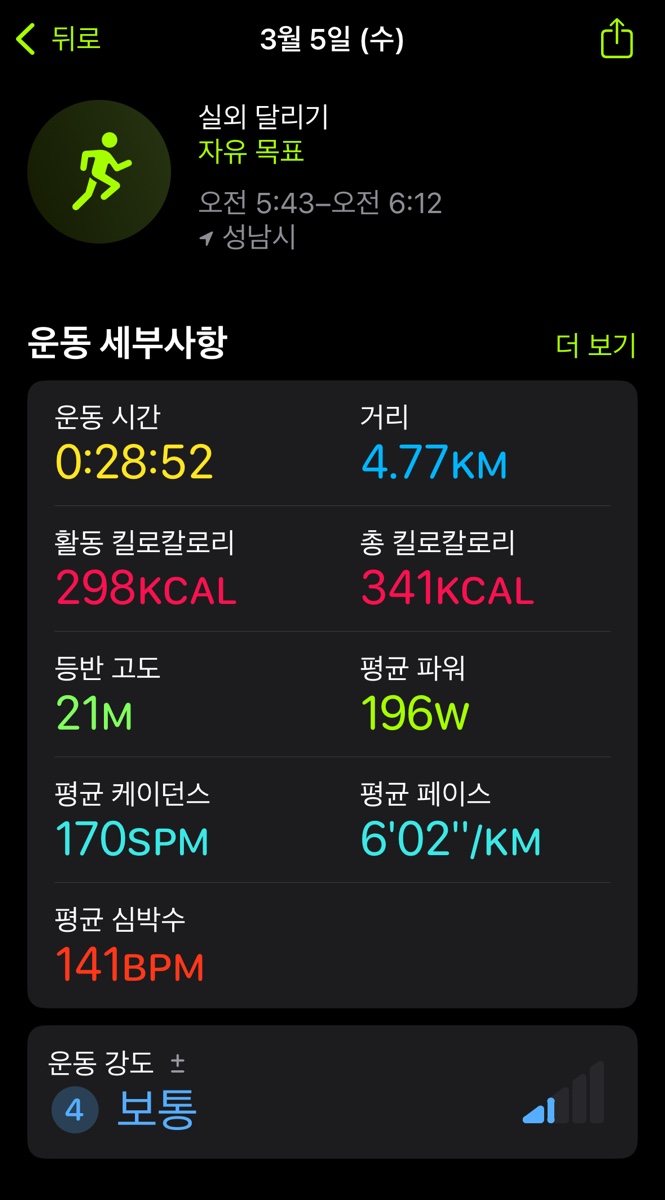 뒤로
3월 5일 (수)
실외 달리기
자유 목표
오전 5:43–오전 6:12
성남시
운동 세부사항
더 보기
운동 시간
거리
0:28:52
4.77KM
활동 킬로칼로리
총 킬로칼로리
298KCAL
341KCAL
등반 고도
평균 파워
21M
196W
평균 케이던스
평균 페이스
170SPM
6'02''/KM
평균 심박수
141BPM
운동 강도 ±
4 보통